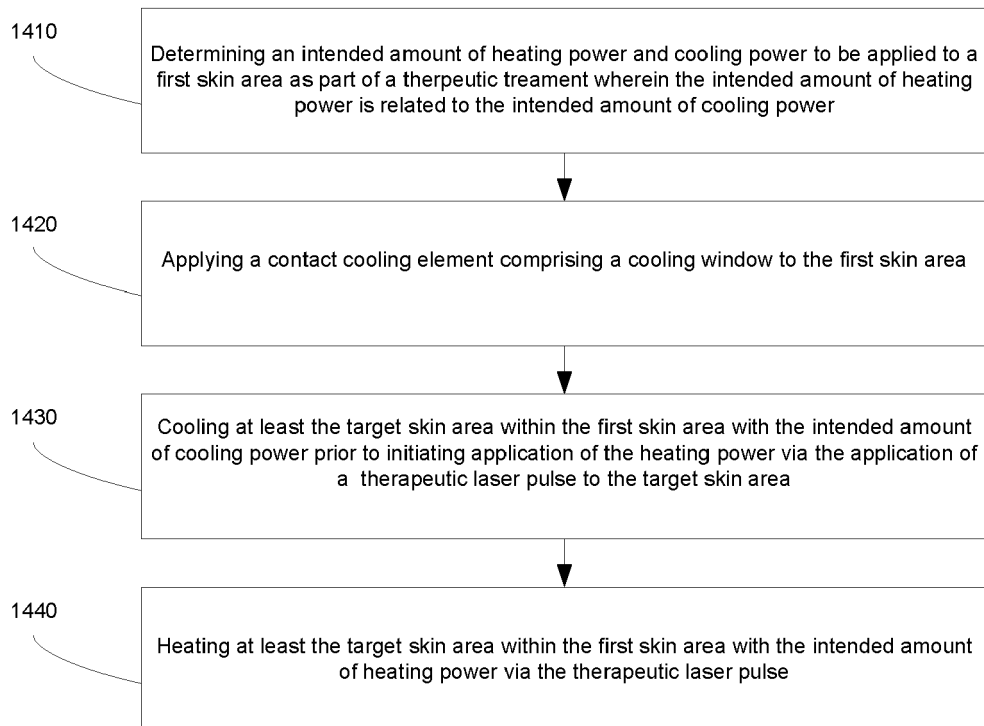 1410
Determining an intended amount of heating power and cooling power to be applied to a
first skin area as part of a therpeutic treament wherein the intended amount of heating
power is related to the intended amount of cooling power
1420
Applying a contact cooling element comprising a cooling window to the first skin area
1430
Cooling at least the target skin area within the first skin area with the intended amount
of cooling power prior to initiating application of the heating power via the application of
a therapeutic laser pulse to the target skin area
1440
Heating at least the target skin area within the first skin area with the intended amount
of heating power via the therapeutic laser pulse